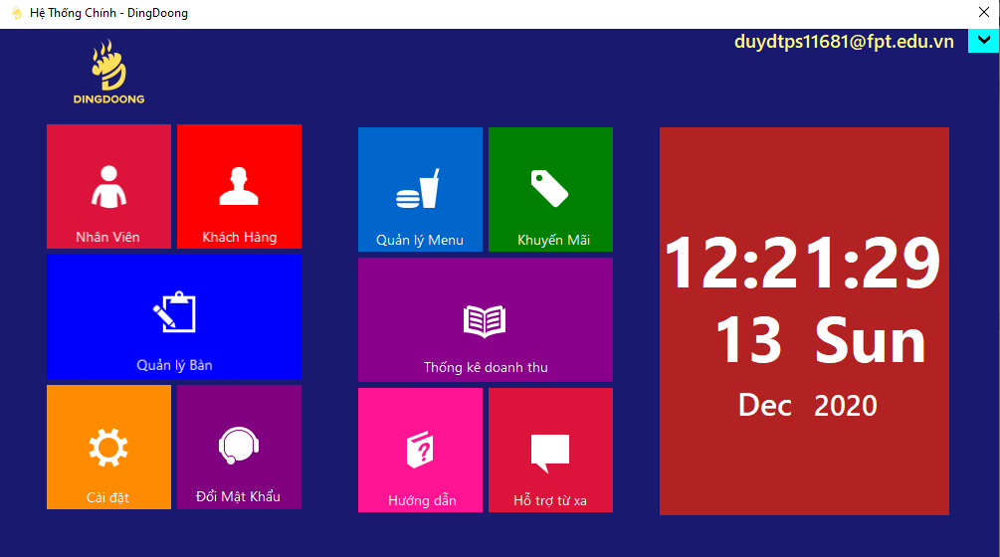 Hệ Thống Chính - DingDoong
duydtps11681@fpt.edu.vn
DINGDOONG
Nhân Viên
Khách Hàng
Quản lý Bàn
Cài đặt
Đổi Mật Khẩu
Quản lý Menu
Khuyến Mãi
Thống kê doanh thu
Hướng dẫn
?
Hỗ trợ từ xa
12:21:29
13 Sun
Dec 2020